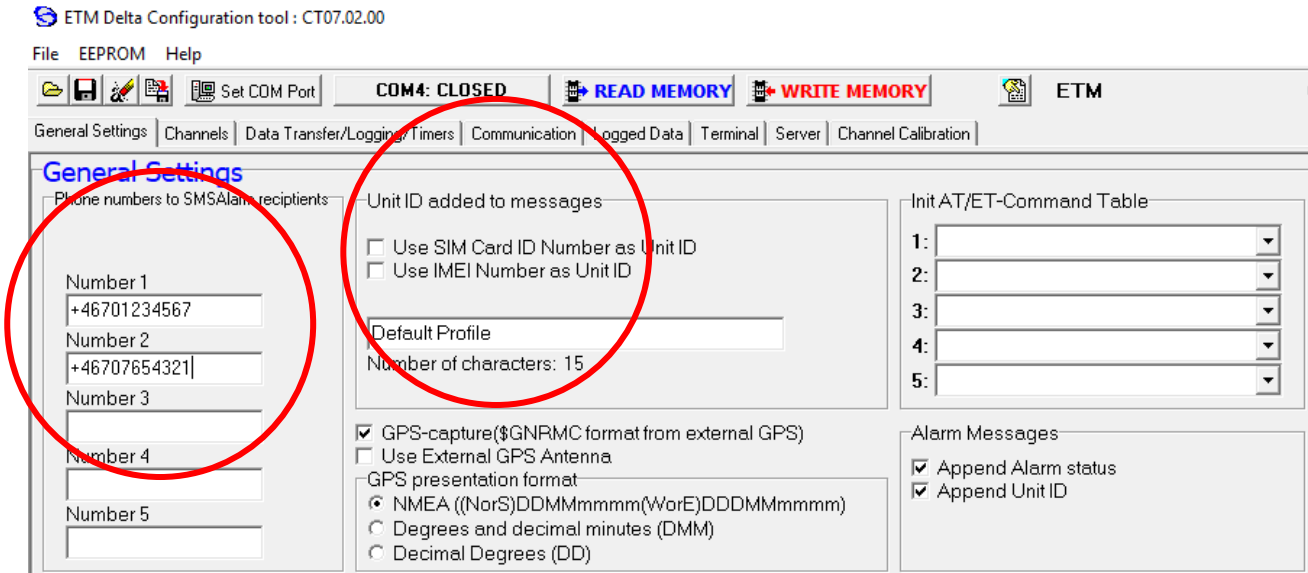 ETM Delta Configuration tool : CT07.02.00
File EEPROM Help
Set COM Port COM4: CLOSED READ MEMORY WRITE MEMORY ETM
General Settings Channels Data Transfer/Logging/Timers Communication Logged Data Terminal Server Channel Calibration
General Settings
Phone numbers to SMSAlarm reciptients
Number 1
+46701234567
Number 2
+46707654321
Number 3
Number 4
Number 5
Unit ID added to messages
Use SIM Card ID Number as Unit ID
Use IMEI Number as Unit ID
Default Profile
Number of characters: 15
GPS-capture($GNRMC format from external GPS)
Use External GPS Antenna
GPS presentation format
NMEA ((NorS)DDMMmmmm(WorE)DDDMMmmmm)
Degrees and decimal minutes (DMM)
Decimal Degrees (DD)
Init AT/ET-Command Table
1:
2:
3:
4:
5:
Alarm Messages
Append Alarm status
Append Unit ID